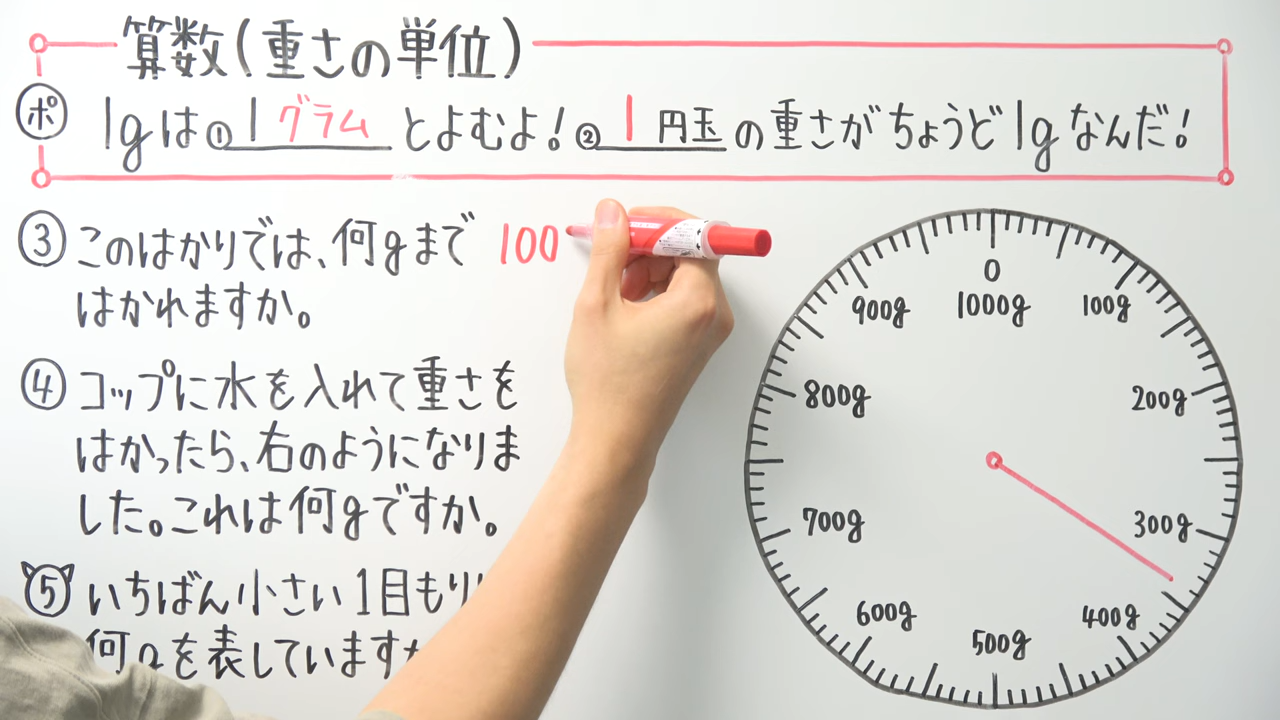 算数(重さの単位)
ポ 1gは①1グラムとよむよ!②1円玉の重さがちょうど1gなんだ!
③このはかりでは、何gまで 100
はかれますか。
④コップに水を入れて重さを
はかったら、右のようになりま
した。これは何gですか。
⑤いちばん小さい1目もり
何gを表しています
0
1000g
100g
200g
300g
400g
500g
600g
700g
800g
900g